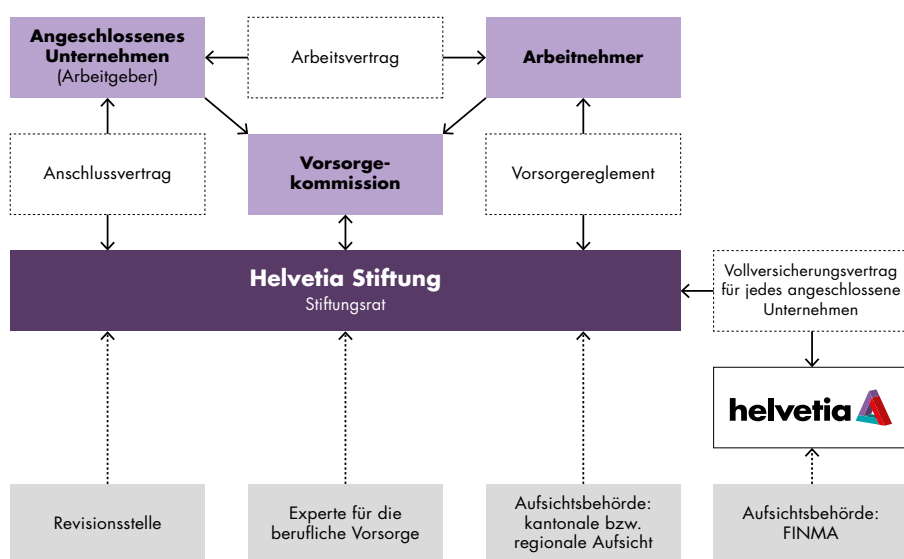 Angeschlossenes
Unternehmen
(Arbeitgeber)
Arbeitsvertrag
Arbeitnehmer
Anschlussvertrag
Vorsorge-
kommission
Vorsorgereglement
Helvetia Stiftung
Stiftungsrat
Vollversicherungsvertrag
für jedes angeschlossene
Unternehmen
helvetia
Revisionsstelle
Experte für die
berufliche Vorsorge
Aufsichtsbehörde:
kantonale bzw.
regionale Aufsicht
Aufsichtsbehörde:
FINMA